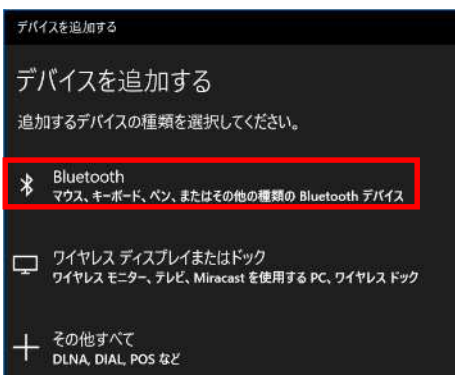 デバイスを追加する
デバイスを追加する
追加するデバイスの種類を選択してください。
Bluetooth
マウス、キーボード、ペン、またはその他の種類の Bluetooth デバイス
ワイヤレス ディスプレイまたはドック
ワイヤレス モニター、テレビ、Miracast を使用する PC、ワイヤレス ドック
その他すべて
DLNA, DIAL, POS など